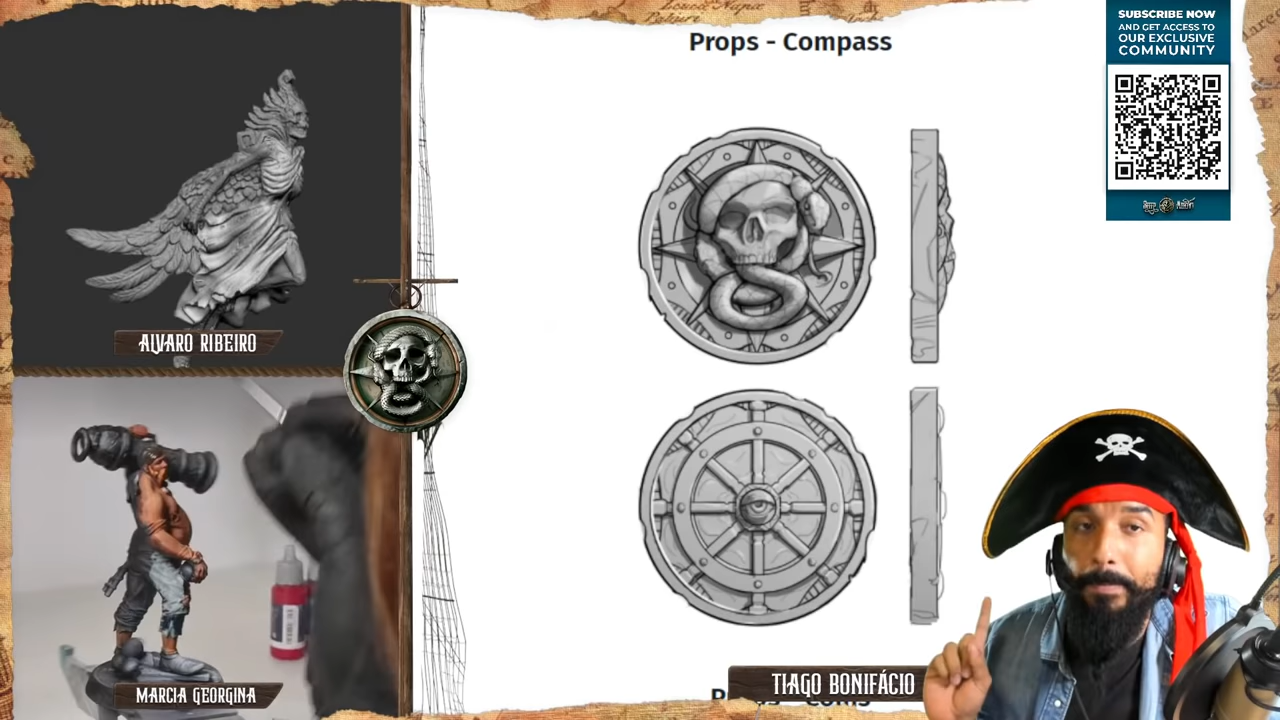 Props - Compass
SUBSCRIBE NOW
AND GET ACCESS TO
OUR EXCLUSIVE
COMMUNITY
ALVARO RIBEIRO
MARCIA GEORGINA
TIAGO BONIFÁCIO